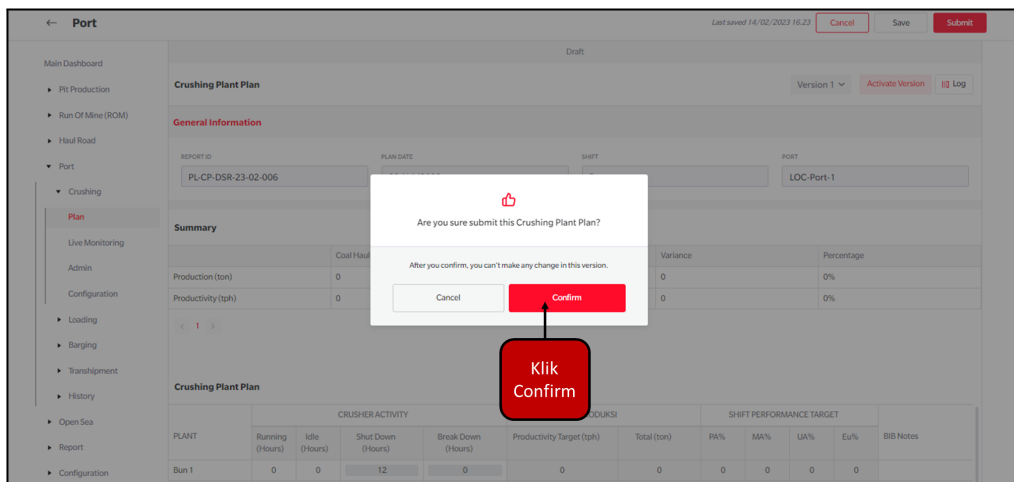 ← Port
Last saved 14/02/2023 16.23 Cancel Save Submit
Draft
Main Dashboard
Pit Production
Run Of Mine (ROM)
Haul Road
Port
Crushing
Plan
Live Monitoring
Admin
Configuration
Loading
Barging
Transhipment
History
Open Sea
Report
Configuration
Crushing Plant Plan Version 1 Activate Version Log
General Information
REPORT ID PLAN DATE SHIFT PORT
PL-CP-DSR-23-02-006 LOC-Port-1
Are you sure submit this Crushing Plant Plan?
After you confirm, you can't make any change in this version.
Cancel Confirm
Klik
Confirm
Summary
Coal Haul Variance Percentage
Production (ton) 0 0 0%
Productivity (tph) 0 0 0%
< 1 >
Crushing Plant Plan
CRUSHER ACTIVITY ODUKSI SHIFT PERFORMANCE TARGET
PLANT Running (Hours) Idle (Hours) Shut Down (Hours) Break Down (Hours) Productivity Target (tph) Total (ton) PA% MA% UA% Eu% BIB Notes
Bun 1 0 0 12 0 0 0 0 0 0 0